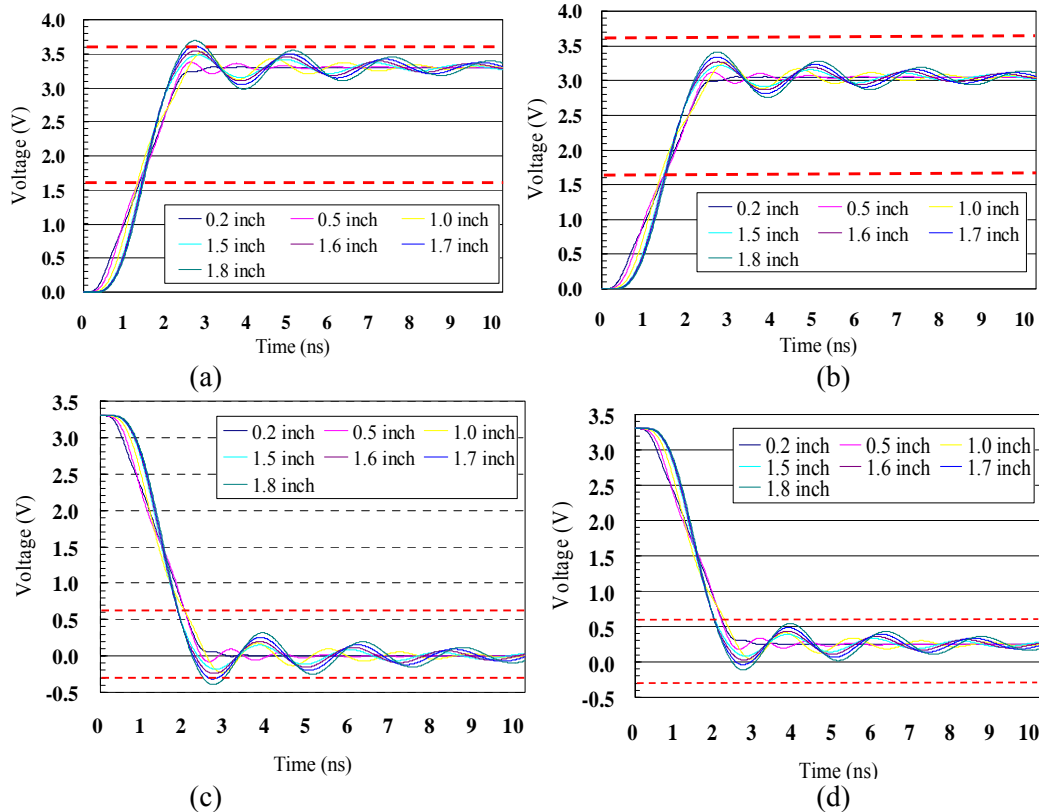 4.0
3.5
3.0
2.5
2.0
1.5
1.0
0.5
0.0
Voltage (V)
0.2 inch 0.5 inch 1.0 inch
1.5 inch 1.6 inch 1.7 inch
1.8 inch
0 1 2 3 4 5 6 7 8 9 10
Time (ns)
(a)
4.0
3.5
3.0
2.5
2.0
1.5
1.0
0.5
0.0
Voltage (V)
0.2 inch 0.5 inch 1.0 inch
1.5 inch 1.6 inch 1.7 inch
1.8 inch
0 1 2 3 4 5 6 7 8 9 10
Time (ns)
(b)
3.5
3.0
2.5
2.0
1.5
1.0
0.5
0.0
-0.5
Voltage (V)
0.2 inch 0.5 inch 1.0 inch
1.5 inch 1.6 inch 1.7 inch
1.8 inch
0 1 2 3 4 5 6 7 8 9 10
Time (ns)
(c)
3.5
3.0
2.5
2.0
1.5
1.0
0.5
0.0
-0.5
Voltage (V)
0.2 inch 0.5 inch 1.0 inch
1.5 inch 1.6 inch 1.7 inch
1.8 inch
0 1 2 3 4 5 6 7 8 9 10
Time (ns)
(d)